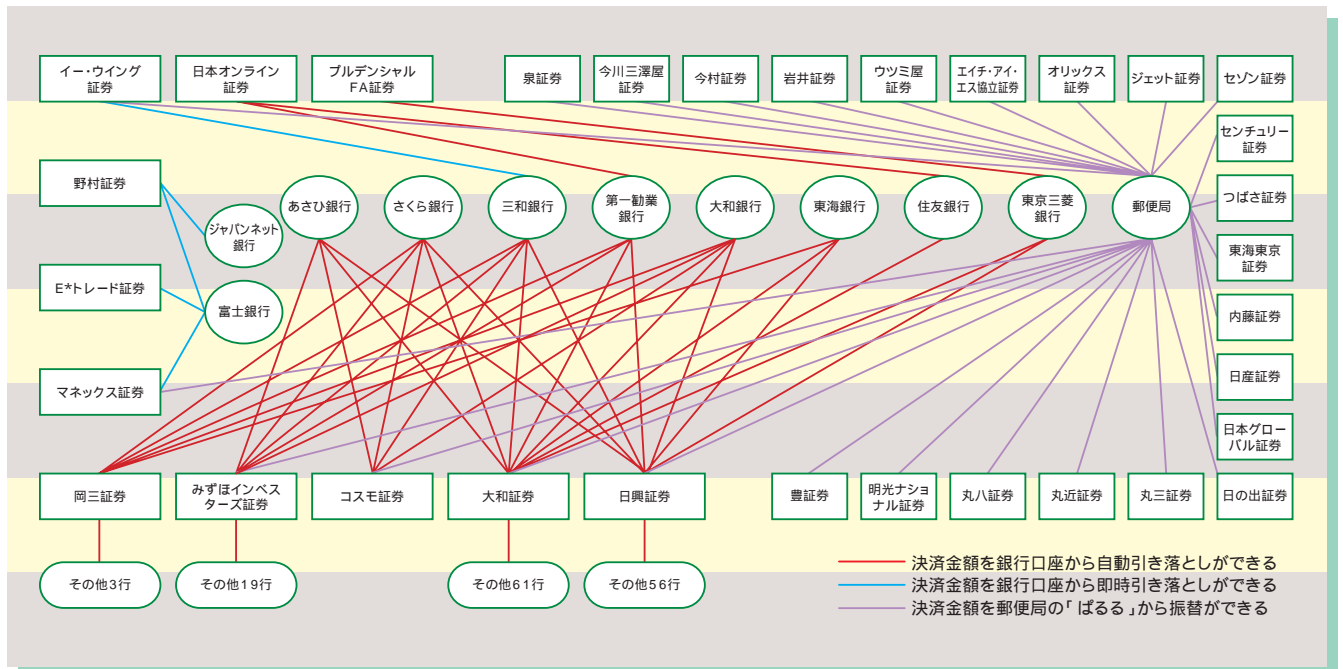 イー・ウイング
証券
日本オンライン
証券
プルデンシャル
FA証券
泉証券
今川三澤屋
証券
今村証券
岩井証券
ウツミ屋
証券
エイチ・アイ・
エス協立証券
オリックス
証券
ジェット証券
セゾン証券
センチュリー
証券
野村証券
あさひ銀行
さくら銀行
三和銀行
第一勧業
銀行
大和銀行
東海銀行
住友銀行
東京三菱
銀行
郵便局
つばさ証券
ジャパンネット
銀行
東海東京
証券
E*トレード証券
富士銀行
内藤証券
マネックス証券
日産証券
日本グロー
バル証券
岡三証券
みずほインベス
ターズ証券
コスモ証券
大和証券
日興証券
豊証券
明光ナショ
ナル証券
丸八証券
丸近証券
丸三証券
日の出証券
その他3行
その他19行
その他61行
その他56行
決済金額を銀行口座から自動引き落としができる
決済金額を銀行口座から即時引き落としができる
決済金額を郵便局の「ぱるる」から振替ができる